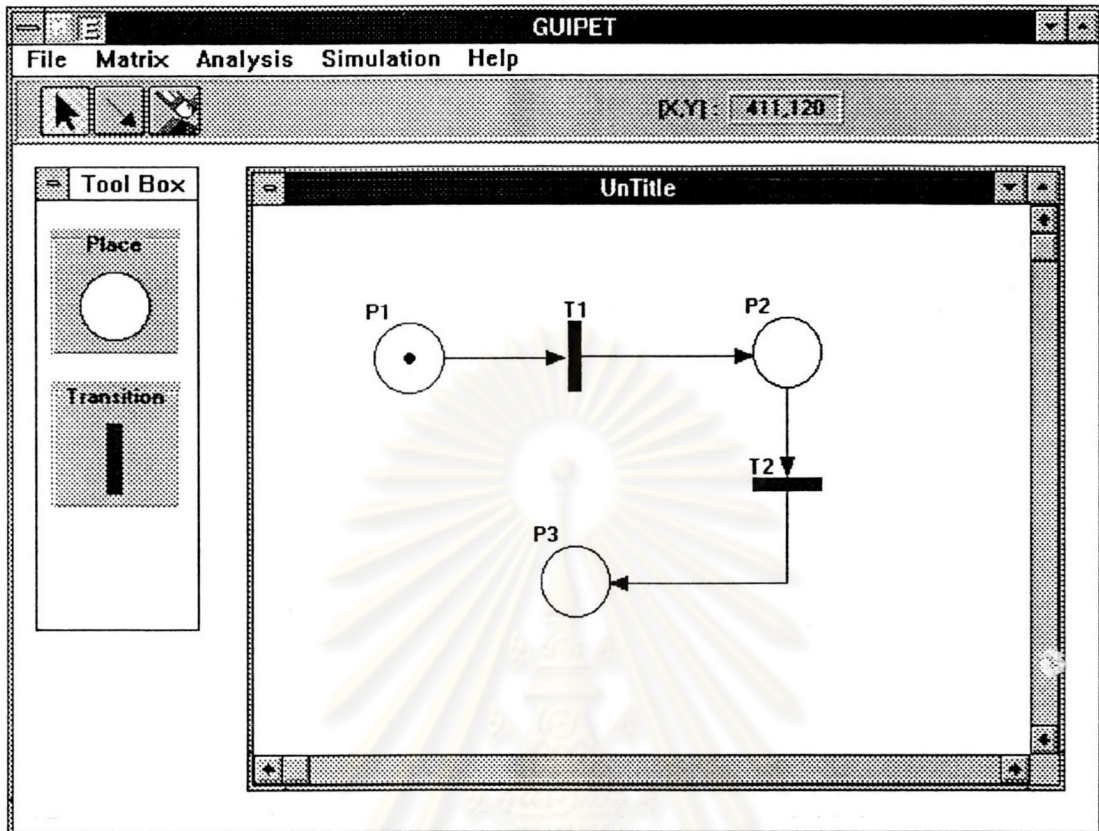 GUIPET
File Matrix Analysis Simulation Help
[X,Y] : 411,120
Tool Box
Place
Transition
UnTitle
P1
T1
P2
T2
P3